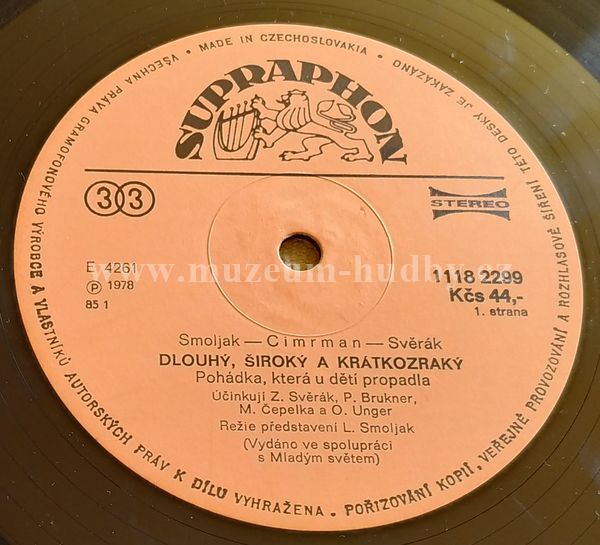 VŠECHNA PRÁVA GRAMOFONOVÉHO VÝROBCE A VLASTNÍKŮ AUTORSKÝCH PRÁV K DÍLU VYHRAŽENA. POŘIZOVÁNÍ KOPIÍ, VEŘEJNÉ PROVOZOVÁNÍ A ROZHLASOVÉ ŠÍŘENÍ TÉTO DESKY JE ZAKÁZÁNO • MADE IN CZECHOSLOVAKIA •
SUPRAPHON
33
STEREO
E 4261
Ⓟ 1978
85 1
1118 2299
Kčs 44,-
1. strana
www.muzeum-hudby.cz
Smoljak — Cimrman — Svěrák
DLOUHÝ, ŠIROKÝ A KRÁTKOZRAKÝ
Pohádka, která u dětí propadla
Účinkují Z. Svěrák, P. Brukner,
M. Čepelka a O. Unger
Režie představení L. Smoljak
(Vydáno ve spolupráci
s Mladým světem)